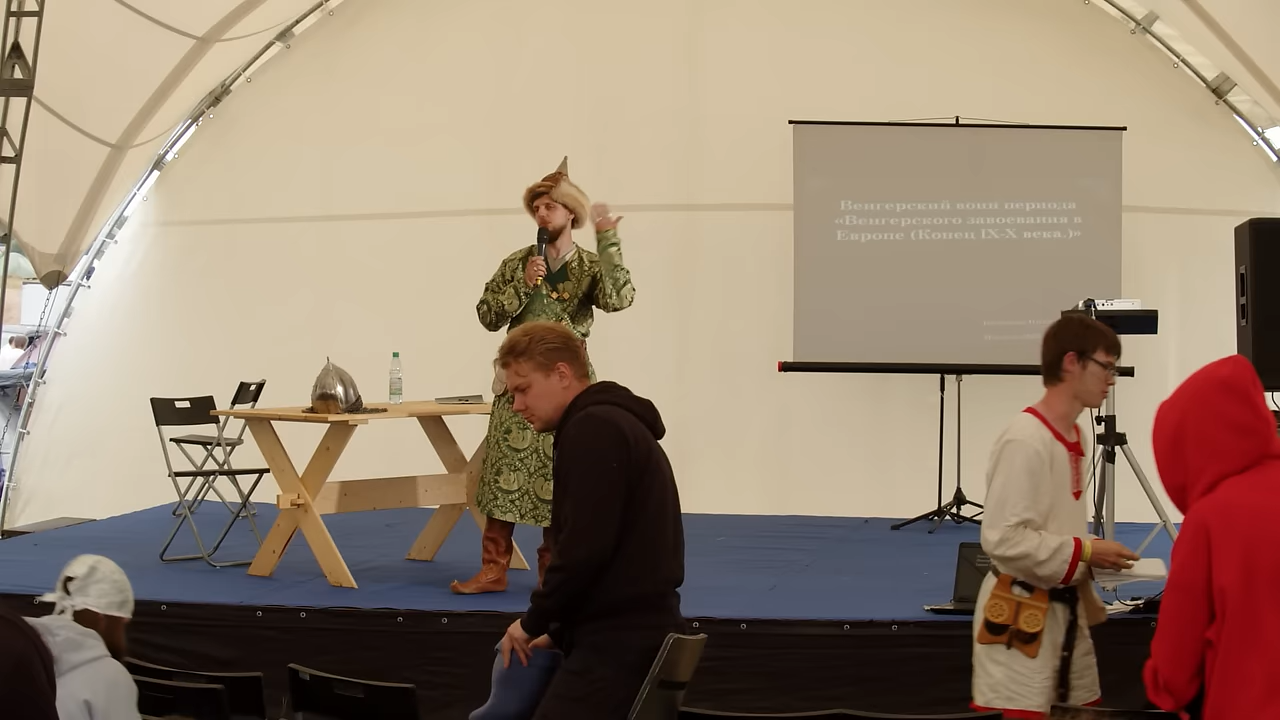 Венгерский воин периода
«Венгерского завоевания в
Европе (Конец IX-X века.)»